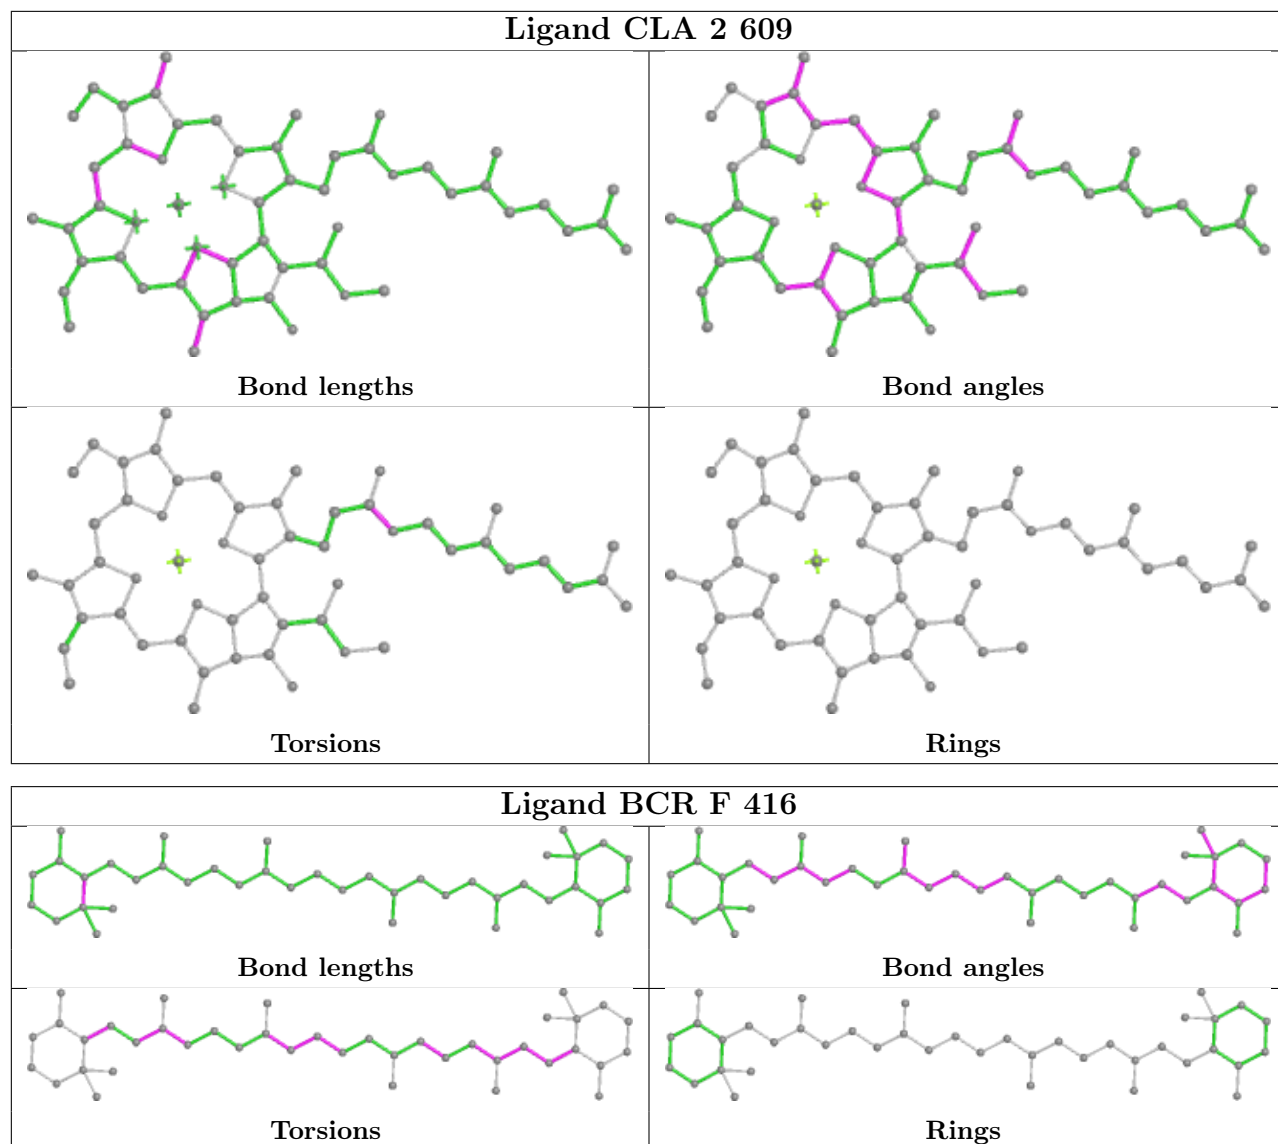 Ligand CLA 2 609
Bond lengths
Bond angles
Torsions
Rings
Ligand BCR F 416
Bond lengths
Bond angles
Torsions
Rings